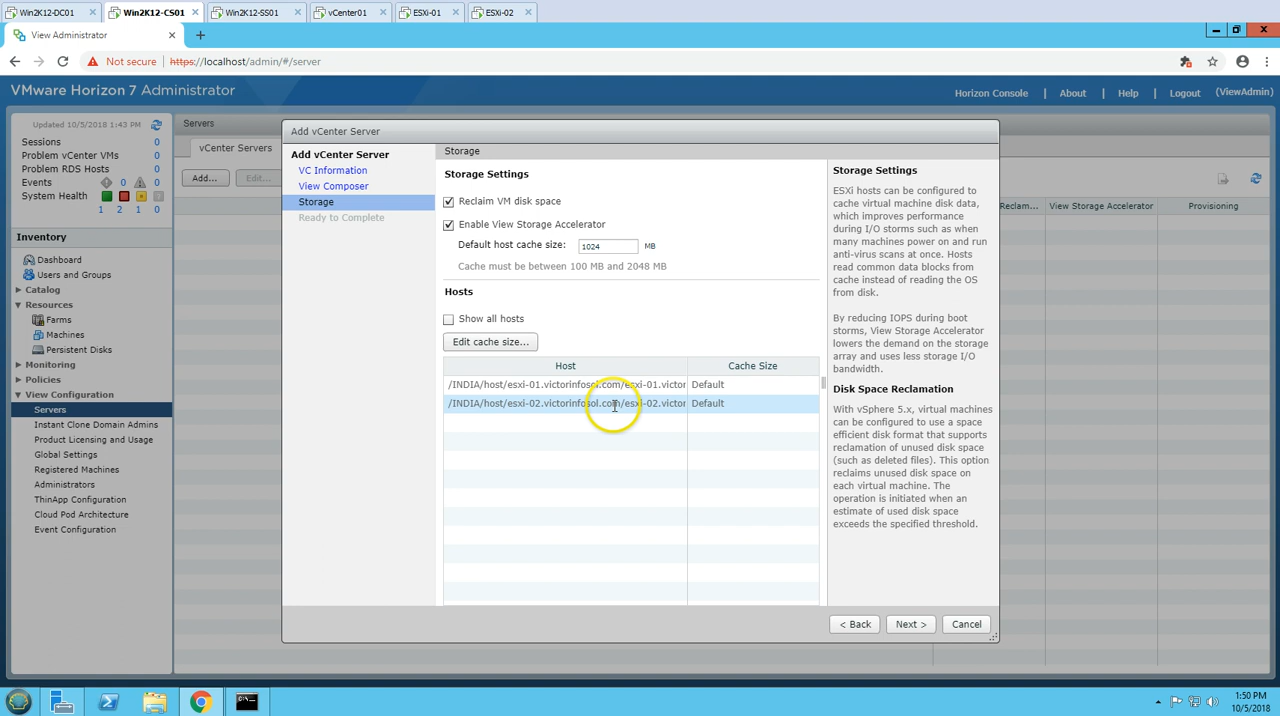 Win2K12-DC01 Win2K12-CS01 Win2K12-SS01 vCenter01 ESXi-01 ESXi-02
View Administrator
Not secure https://localhost/admin/#/server
VMware Horizon 7 Administrator
Horizon Console | About | Help | Logout (ViewAdmin)
Updated 10/5/2018 1:43 PM
Sessions 0
Problem vCenter VMs 0
Problem RDS Hosts 0
Events 0 0
System Health
1 2 1 0
Inventory
Dashboard
Users and Groups
Catalog
Resources
Farms
Machines
Persistent Disks
Monitoring
Policies
View Configuration
Servers
Instant Clone Domain Admins
Product Licensing and Usage
Global Settings
Registered Machines
Administrators
ThinApp Configuration
Cloud Pod Architecture
Event Configuration
Servers
vCenter Servers
Add... Edit...
Reclam... View Storage Accelerator Provisioning
Add vCenter Server
Add vCenter Server
VC Information
View Composer
Storage
Ready to Complete
Storage
Storage Settings
Reclaim VM disk space
Enable View Storage Accelerator
Default host cache size: 1024 MB
Cache must be between 100 MB and 2048 MB
Hosts
Show all hosts
Edit cache size...
Host Cache Size
/INDIA/host/esxi-01.victorinfosol.com/esxi-01.victor Default
/INDIA/host/esxi-02.victorinfosol.com/esxi-02.victor Default
Storage Settings
ESXi hosts can be configured to
cache virtual machine disk data,
which improves performance
during I/O storms such as when
many machines power on and run
anti-virus scans at once. Hosts
read common data blocks from
cache instead of reading the OS
from disk.
By reducing IOPS during boot
storms, View Storage Accelerator
lowers the demand on the storage
array and uses less storage I/O
bandwidth.
Disk Space Reclamation
With vSphere 5.x, virtual machines
can be configured to use a space
efficient disk format that supports
reclamation of unused disk space
(such as deleted files). This option
reclaims unused disk space on
each virtual machine. The
operation is initiated when an
estimate of used disk space
exceeds the specified threshold.
< Back Next > Cancel
1:50 PM
10/5/2018